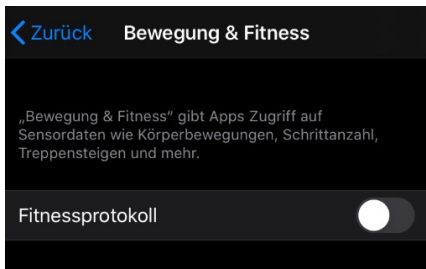 Zurück Bewegung & Fitness
„Bewegung & Fitness“ gibt Apps Zugriff auf
Sensordaten wie Körperbewegungen, Schrittanzahl,
Treppensteigen und mehr.
Fitnessprotokoll